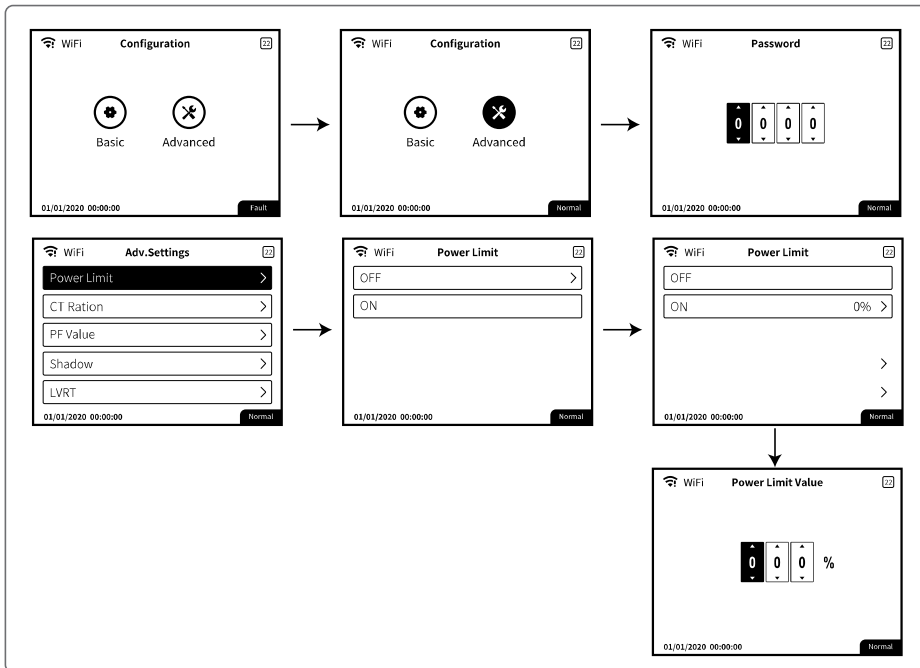 WiFi Configuration 22
Basic Advanced
01/01/2020 00:00:00 Fault
WiFi Configuration 22
Basic Advanced
01/01/2020 00:00:00 Normal
WiFi Password 22
0 0 0 0
01/01/2020 00:00:00 Normal
WiFi Adv.Settings 22
Power Limit >
CT Ration >
PF Value >
Shadow >
LVRT >
01/01/2020 00:00:00 Normal
WiFi Power Limit 22
OFF >
ON
01/01/2020 00:00:00 Normal
WiFi Power Limit 22
OFF
ON 0% >
>
>
01/01/2020 00:00:00 Normal
WiFi Power Limit Value 22
0 0 0 %
01/01/2020 00:00:00 Normal